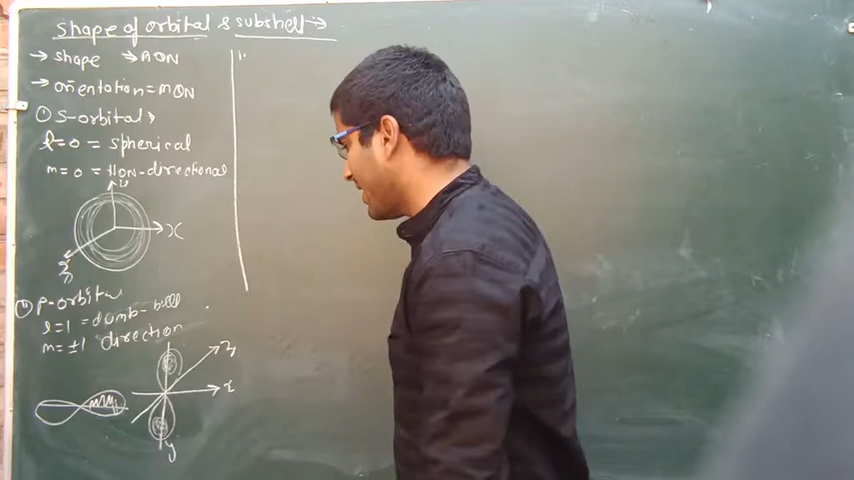 shape of orbital & subshell →
→ shape → AQN
→ orientation = MQN
① S-orbital →
l=0 = spherical
m=0 = Non-directional
y
x
z
② P-orbital
l=1 = dumb-bell
m=±1 direction
z
x
y